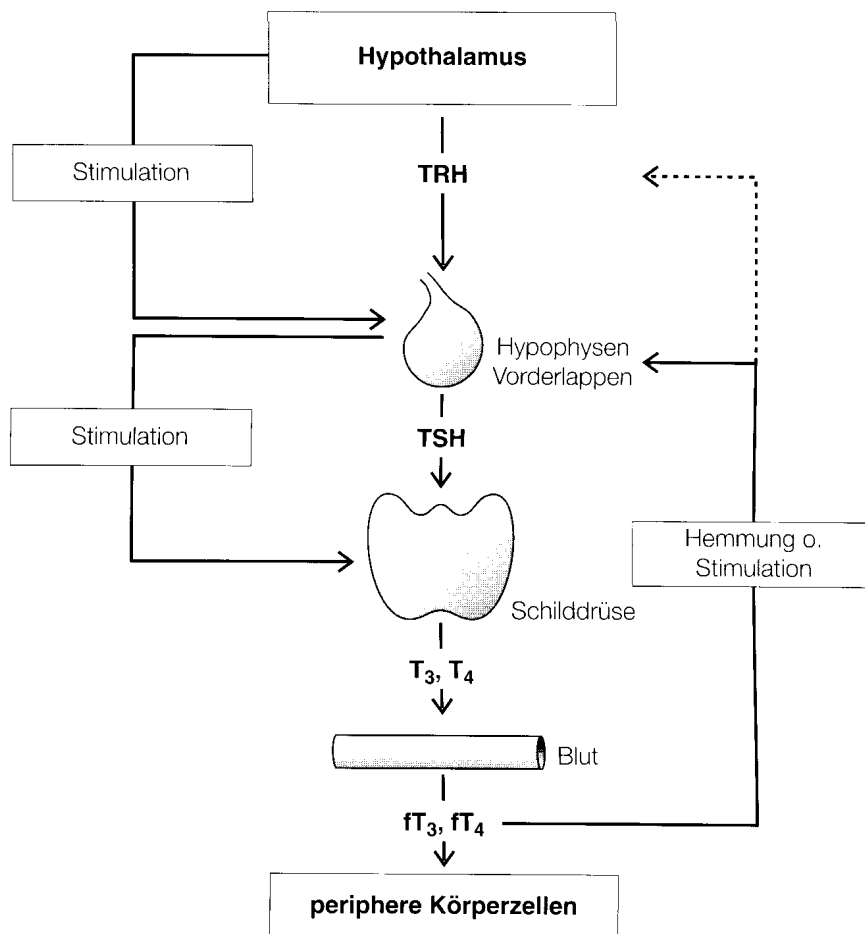 Hypothalamus
Stimulation
TRH
Hypophysen
Vorderlappen
Stimulation
TSH
Hemmung o.
Stimulation
Schilddrüse
T₃, T₄
Blut
fT₃, fT₄
periphere Körperzellen